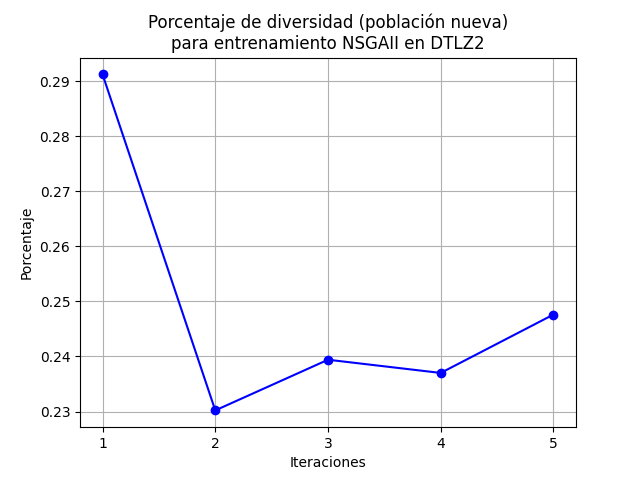 Porcentaje de diversidad (población nueva)
para entrenamiento NSGAII en DTLZ2
0.29
0.28
0.27
0.26
0.25
0.24
0.23
Porcentaje
1 2 3 4 5
Iteraciones